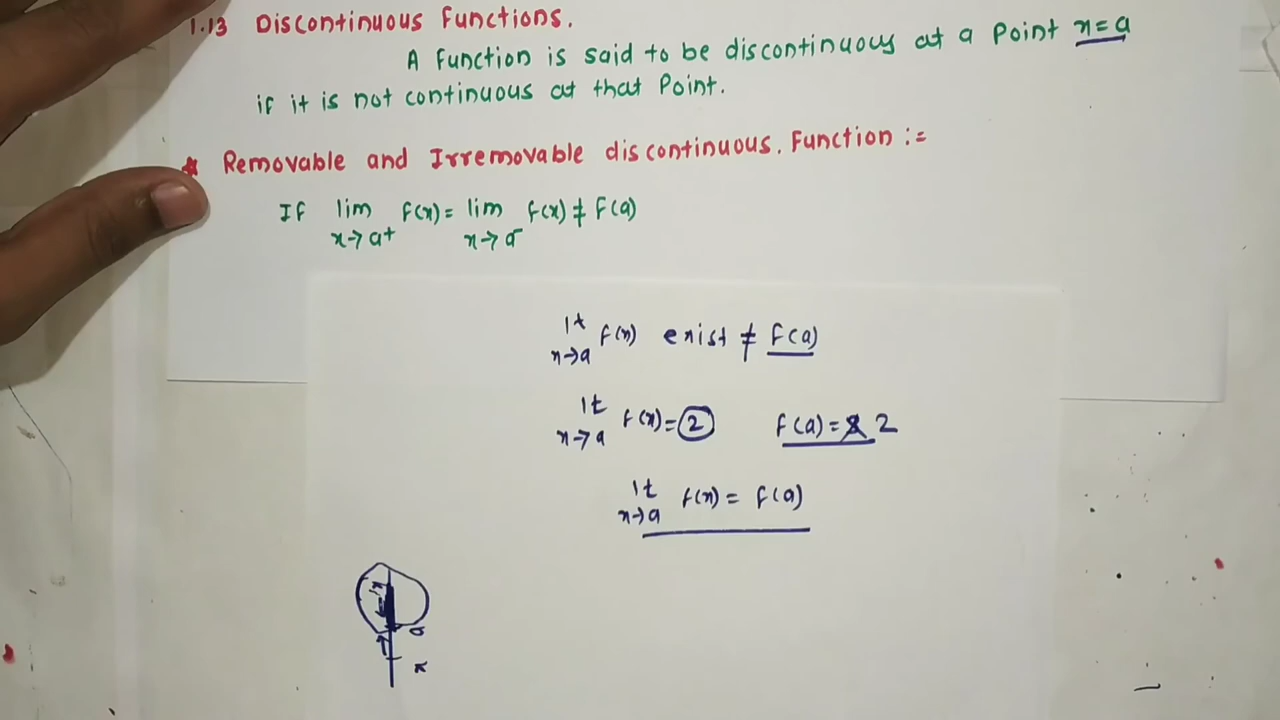 1.13 Discontinuous Functions.
A Function is said to be discontinuous at a Point x=a
if it is not continuous at that Point.
* Removable and Irremovable discontinuous. Function :=
If lim x→a+ f(x) = lim x→a- f(x) ≠ f(a)
lt x→a f(x) exist ≠ f(a)
lt x→a f(x) = 2 f(a) = 2
lt x→a f(x) = f(a)
a
x